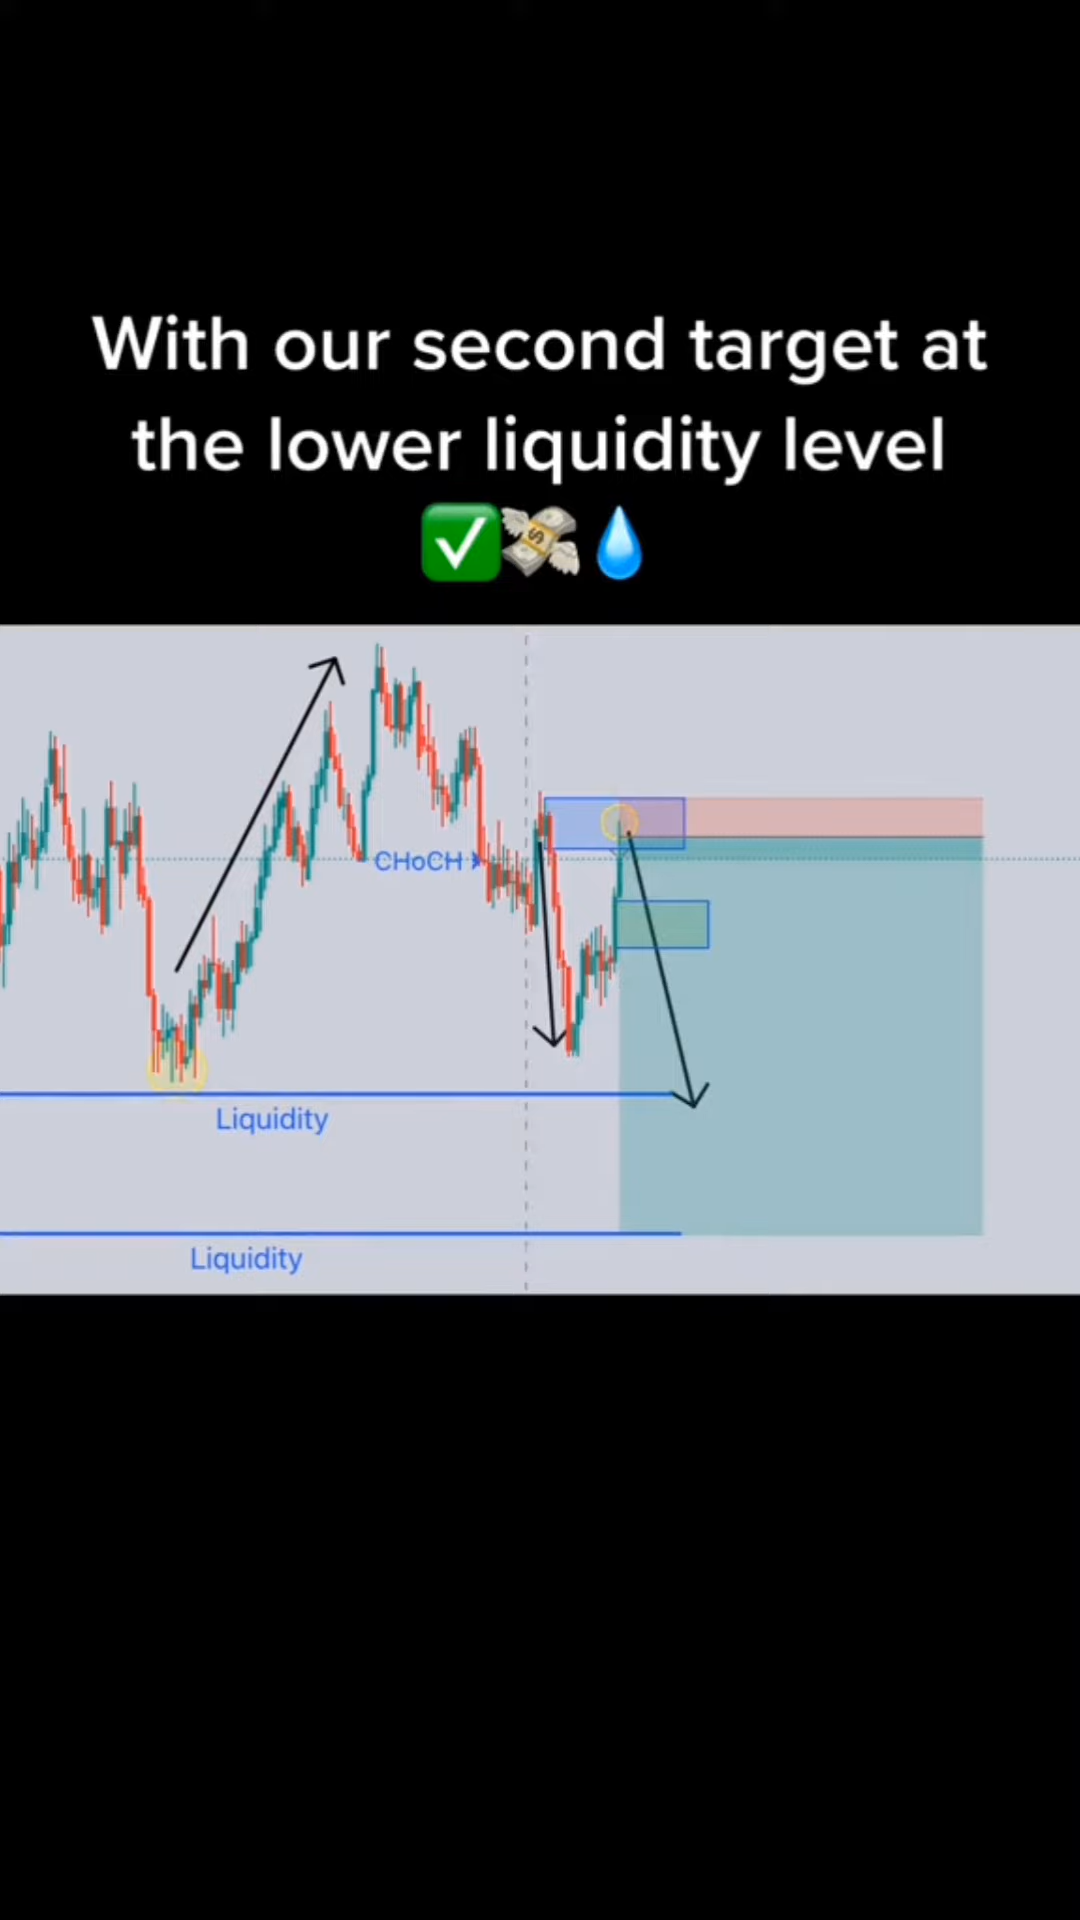 With our second target at
the lower liquidity level
✅💸💧
CHoCH
Liquidity
Liquidity